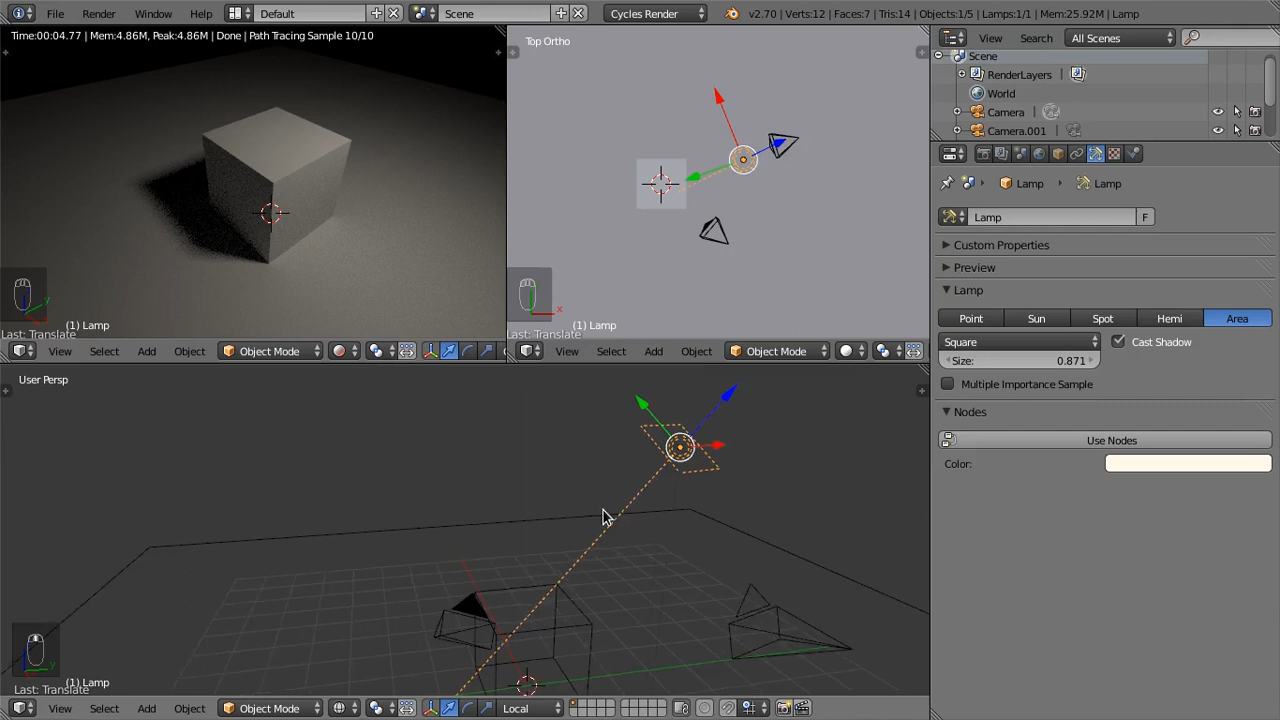 File Render Window Help Default Scene Cycles Render v2.70 | Verts:12 | Faces:7 | Tris:14 | Objects:1/5 | Lamps:1/1 | Mem:25.92M | Lamp
Time:00:04.77 | Mem:4.86M, Peak:4.86M | Done | Path Tracing Sample 10/10
Top Ortho
View Search All Scenes
Scene
RenderLayers
World
Camera
Camera.001
Lamp Lamp
Lamp F
Custom Properties
Preview
Lamp
Point Sun Spot Hemi Area
Square Cast Shadow
Size: 0.871
Multiple Importance Sample
Nodes
Use Nodes
Color:
z
y
x
(1) Lamp
Last: Translate
x
(1) Lamp
Last: Translate
View Select Add Object Object Mode
View Select Add Object Object Mode
User Persp
(1) Lamp
Last: Translate
View Select Add Object Object Mode Local